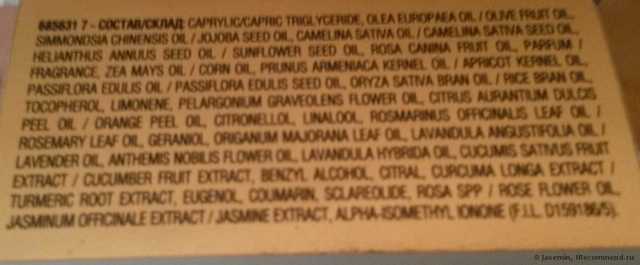 685631 7 - СОСТАВ/СКЛАД: CAPRYLIC/CAPRIC TRIGLYCERIDE, OLEA EUROPAEA OIL / OLIVE FRUIT OIL,
SIMMONDSIA CHINENSIS OIL / JOJOBA SEED OIL, CAMELINA SATIVA OIL / CAMELINA SATIVA SEED OIL,
HELIANTHUS ANNUUS SEED OIL / SUNFLOWER SEED OIL, ROSA CANINA FRUIT OIL, PARFUM /
FRAGRANCE, ZEA MAYS OIL / CORN OIL, PRUNUS ARMENIACA KERNEL OIL / APRICOT KERNEL OIL,
PASSIFLORA EDULIS OIL / PASSIFLORA EDULIS SEED OIL, ORYZA SATIVA BRAN OIL / RICE BRAN OIL,
TOCOPHEROL, LIMONENE, PELARGONIUM GRAVEOLENS FLOWER OIL, CITRUS AURANTIUM DULCIS
PEEL OIL / ORANGE PEEL OIL, CITRONELLOL, LINALOOL, ROSMARINUS OFFICINALIS LEAF OIL /
ROSEMARY LEAF OIL, GERANIOL, ORIGANUM MAJORANA LEAF OIL, LAVANDULA ANGUSTIFOLIA OIL /
LAVENDER OIL, ANTHEMIS NOBILIS FLOWER OIL, LAVANDULA HYBRIDA OIL, CUCUMIS SATIVUS FRUIT
EXTRACT / CUCUMBER FRUIT EXTRACT, BENZYL ALCOHOL, CITRAL, CURCUMA LONGA EXTRACT /
TURMERIC ROOT EXTRACT, EUGENOL, COUMARIN, SCLAREOLIDE, ROSA SPP / ROSE FLOWER OIL,
JASMINUM OFFICINALE EXTRACT / JASMINE EXTRACT, ALPHA-ISOMETHYL IONONE (F.I.L. D159186/5).
© Jasemin, IRecommend.ru